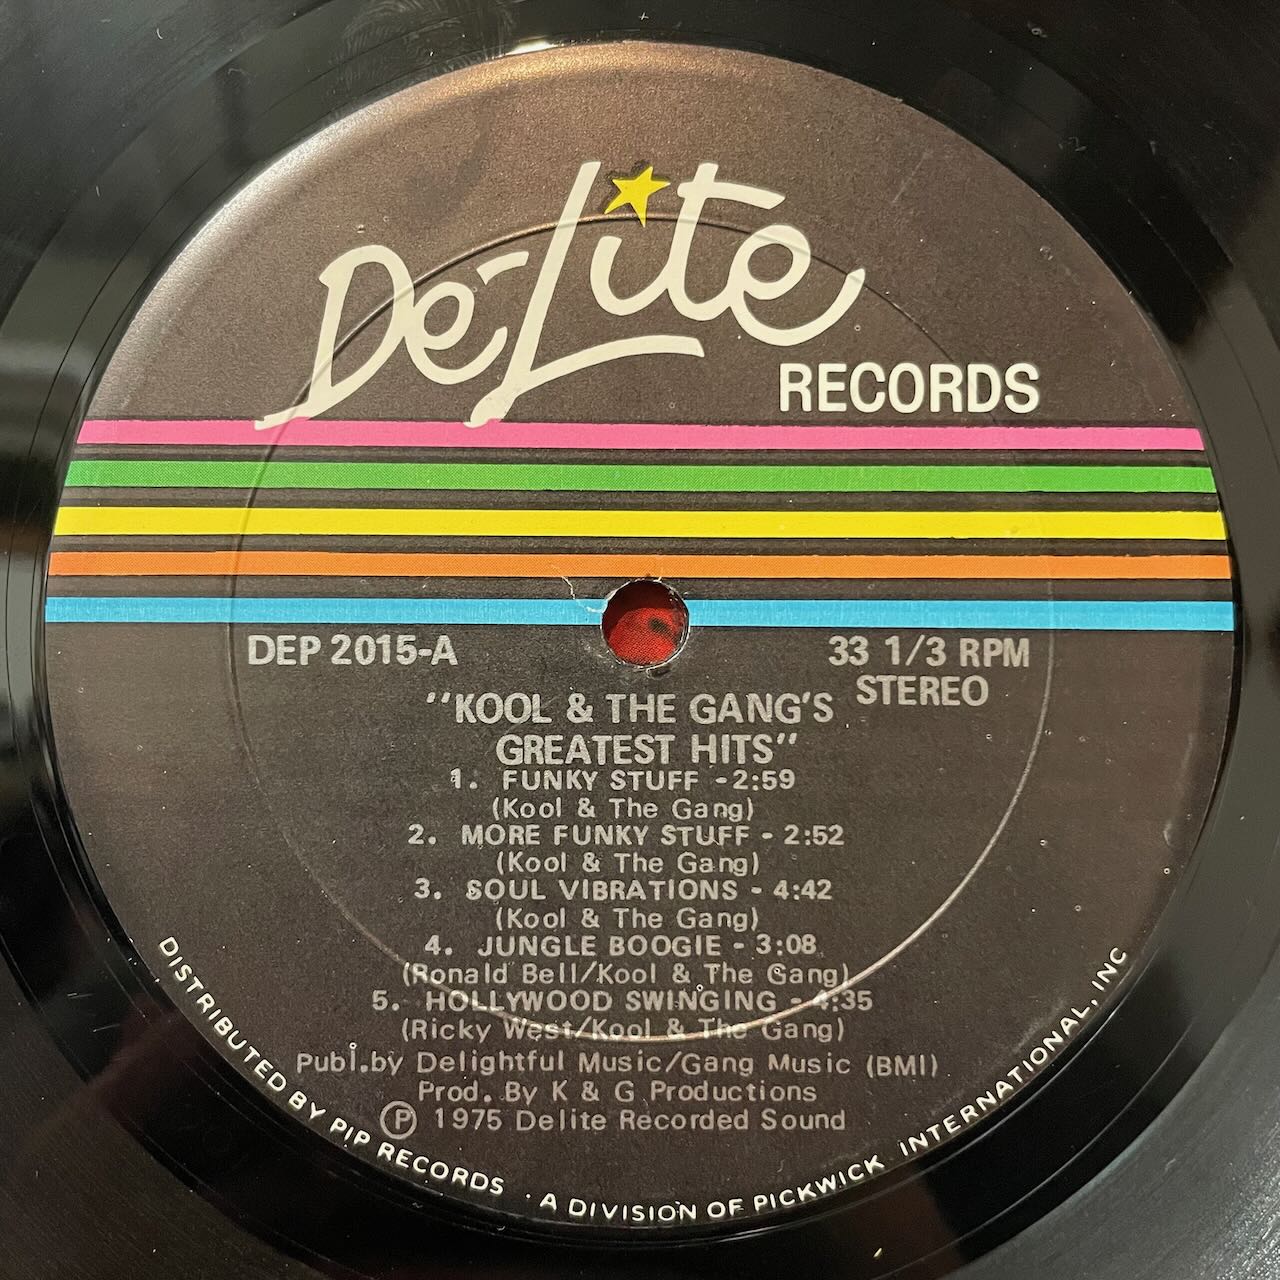 De-Lite
RECORDS
DEP 2015-A
33 1/3 RPM
STEREO
"KOOL & THE GANG'S
GREATEST HITS"
1. FUNKY STUFF - 2:59
(Kool & The Gang)
2. MORE FUNKY STUFF - 2:52
(Kool & The Gang)
3. SOUL VIBRATIONS - 4:42
(Kool & The Gang)
4. JUNGLE BOOGIE - 3:08
(Ronald Bell/Kool & The Gang)
5. HOLLYWOOD SWINGING - 4:35
(Ricky West/Kool & The Gang)
Publ.by Delightful Music/Gang Music (BMI)
Prod. By K & G Productions
Ⓟ 1975 Delite Recorded Sound
DISTRIBUTED BY PIP RECORDS · A DIVISION OF PICKWICK INTERNATIONAL, INC